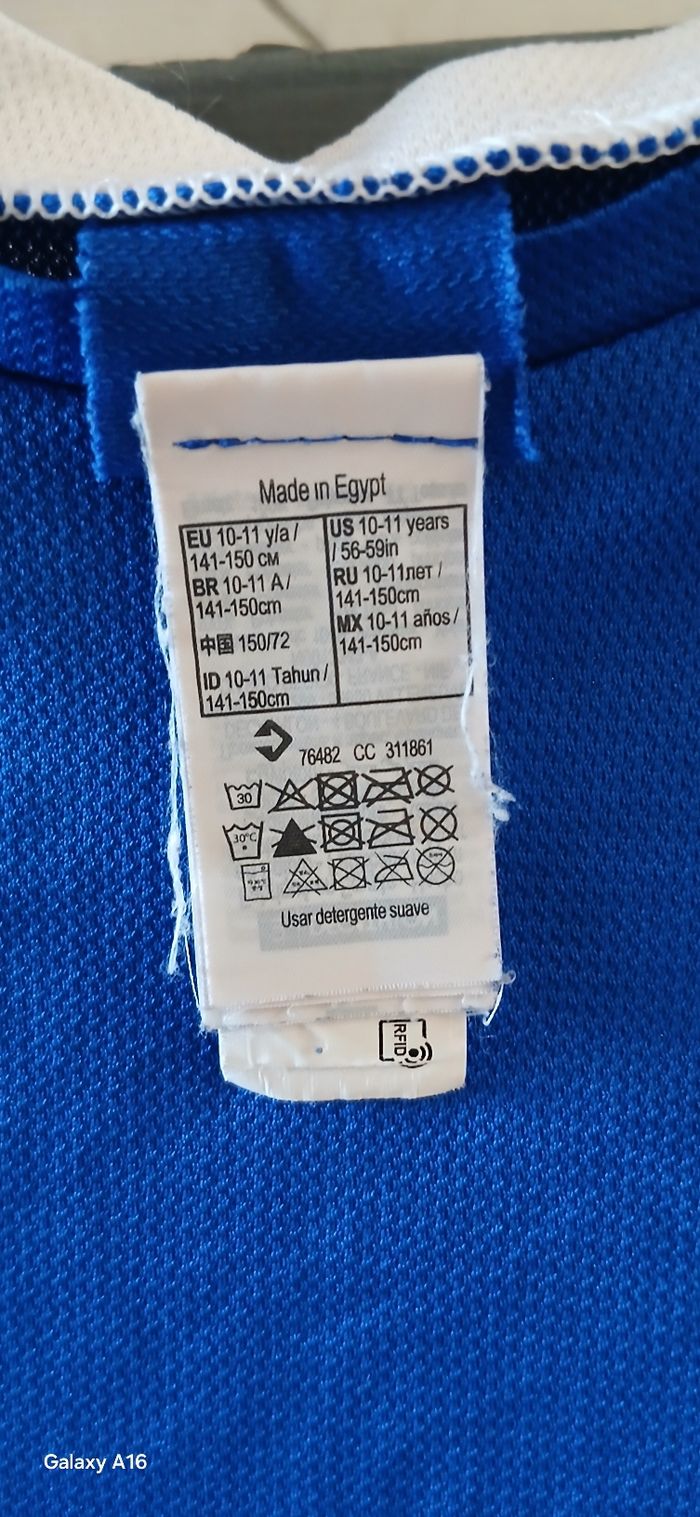 Made in Egypt
EU 10-11 y/a /
141-150 см
BR 10-11 A/
141-150cm
中国 150/72
ID 10-11 Tahun/
141-150cm
US 10-11 years
/ 56-59in
RU 10-11лет /
141-150cm
MX 10-11 años/
141-150cm
76482 CC 311861
30
30°C
Usar detergente suave
RFID
Galaxy A16